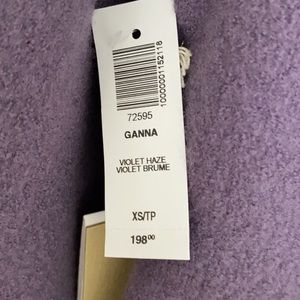 10000001152118
72595
GANNA
VIOLET HAZE
VIOLET BRUME
XS/TP
198⁰⁰